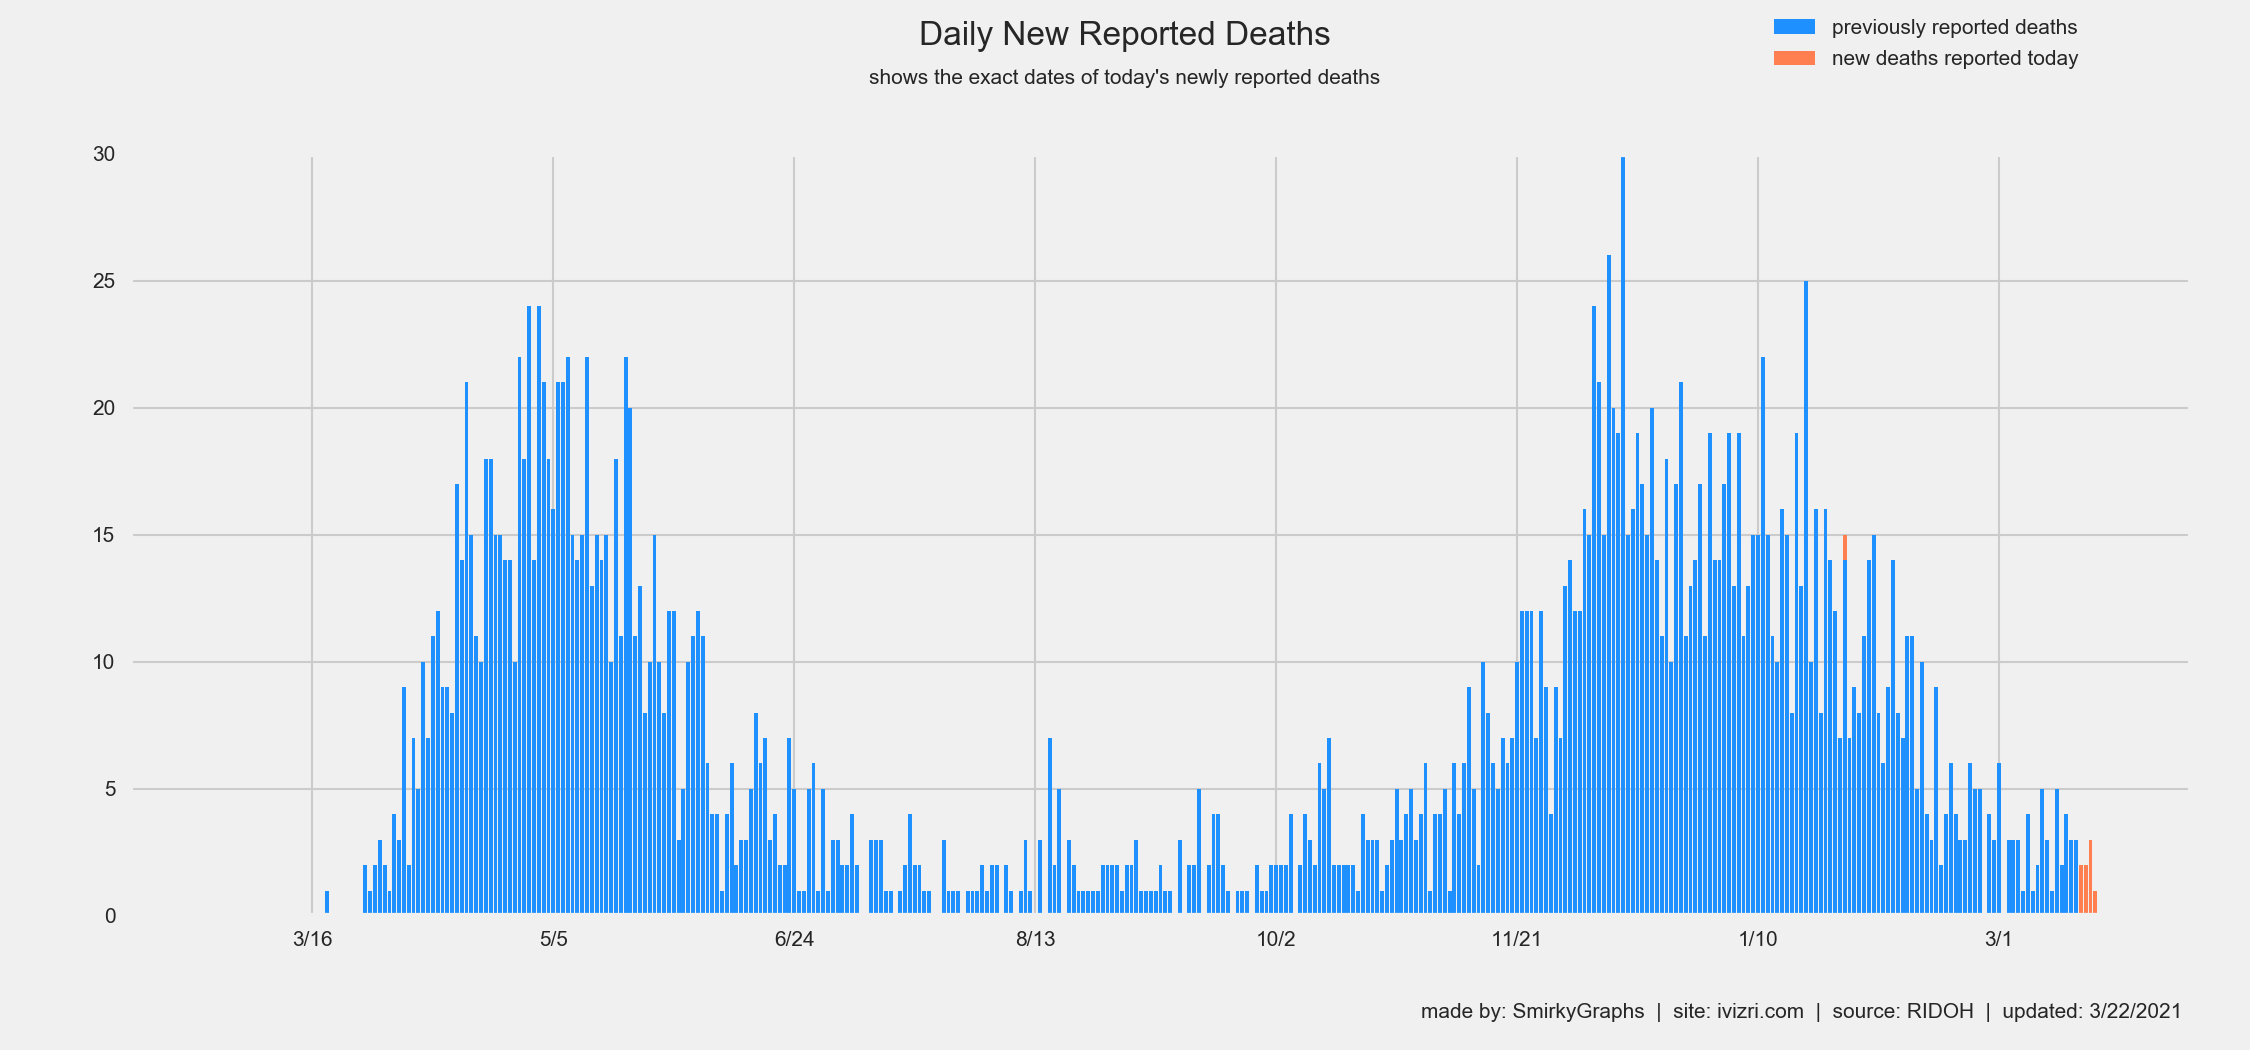 Daily New Reported Deaths
shows the exact dates of today's newly reported deaths
previously reported deaths
new deaths reported today
30
25
20
15
10
5
0
3/16 5/5 6/24 8/13 10/2 11/21 1/10 3/1
made by: SmirkyGraphs | site: ivizri.com | source: RIDOH | updated: 3/22/2021